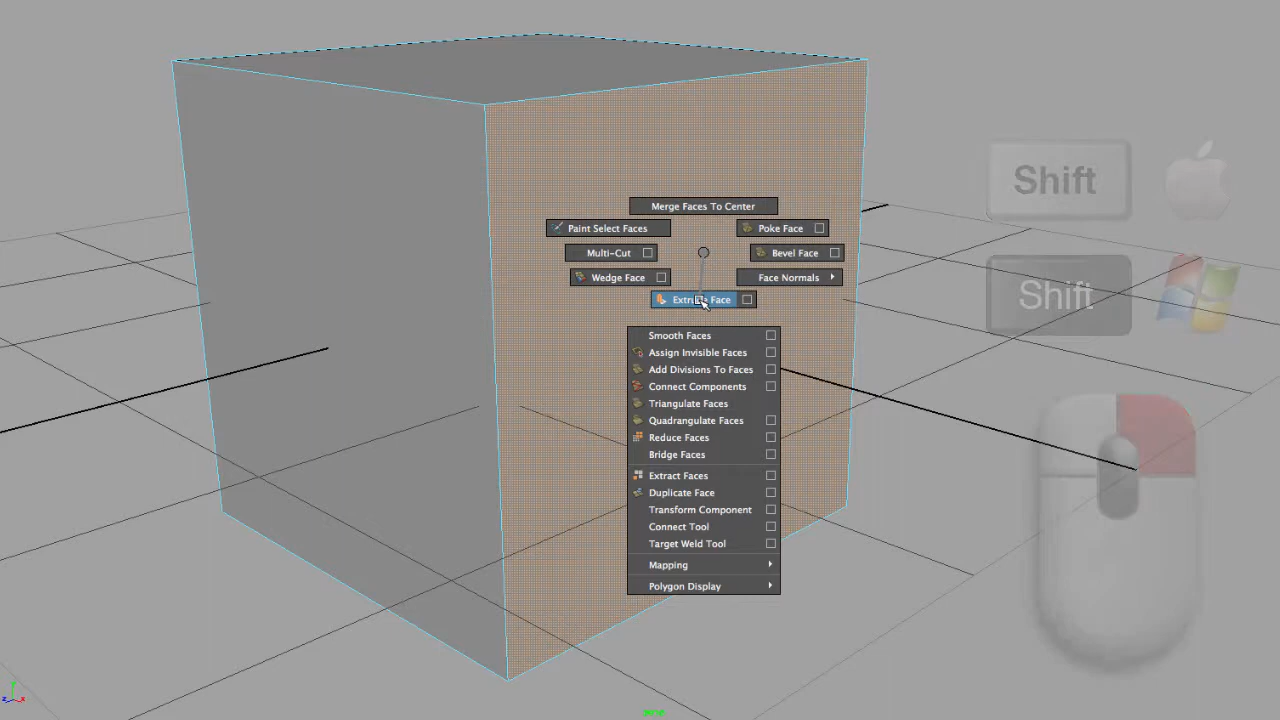 Shift
Merge Faces To Center
Paint Select Faces
Poke Face
Multi-Cut
Bevel Face
Wedge Face
Face Normals
Extrude Face
Shift
Smooth Faces
Assign Invisible Faces
Add Divisions To Faces
Connect Components
Triangulate Faces
Quadrangulate Faces
Reduce Faces
Bridge Faces
Extract Faces
Duplicate Face
Transform Component
Connect Tool
Target Weld Tool
Mapping
Polygon Display
z x